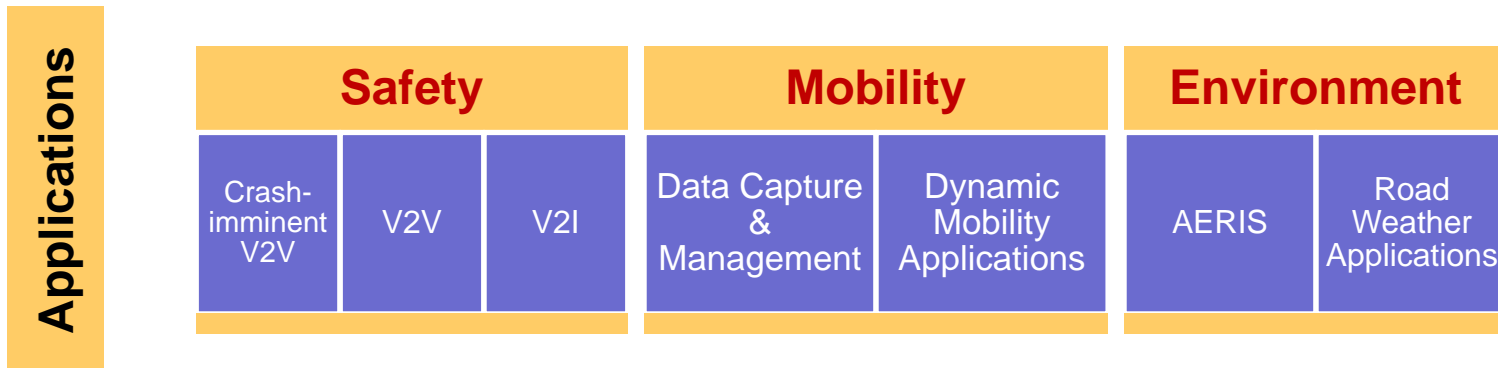 Applications
Safety
Crash-
imminent
V2V
V2V
V2I
Mobility
Data Capture
&
Management
Dynamic
Mobility
Applications
Environment
AERIS
Road
Weather
Applications